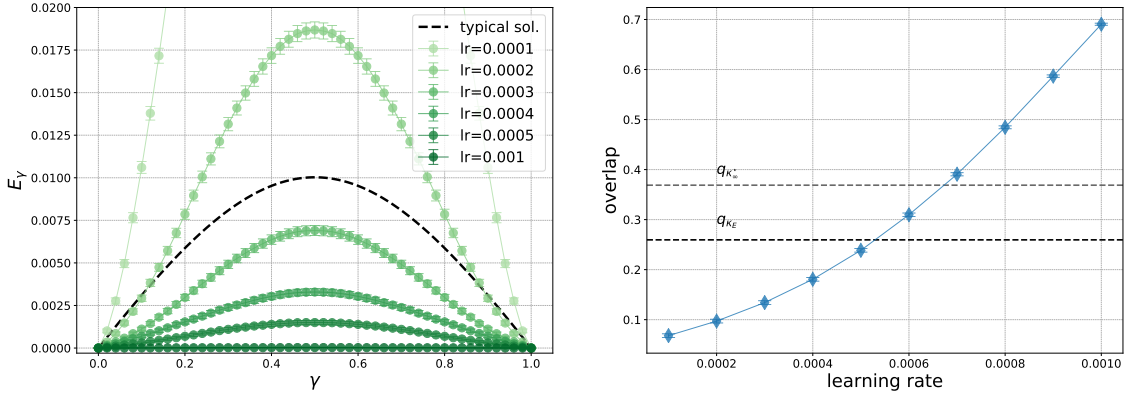 0.0200
0.0175
0.0150
0.0125
0.0100
0.0075
0.0050
0.0025
0.0000
E_γ
0.0 0.2 0.4 0.6 0.8 1.0
γ
typical sol.
lr=0.0001
lr=0.0002
lr=0.0003
lr=0.0004
lr=0.0005
lr=0.001
0.7
0.6
0.5
0.4
0.3
0.2
0.1
overlap
q_{κ_E}
0.0002 0.0004 0.0006 0.0008 0.0010
learning rate